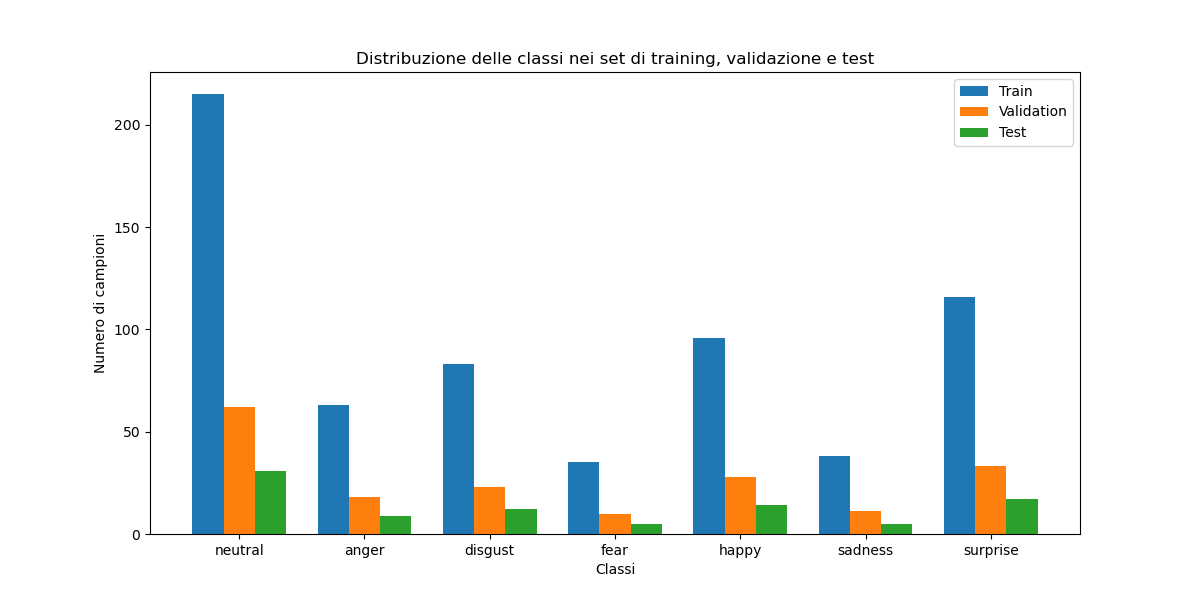 Distribuzione delle classi nei set di training, validazione e test
Train
Validation
Test
200
150
100
50
0
Numero di campioni
neutral
anger
disgust
fear
happy
sadness
surprise
Classi